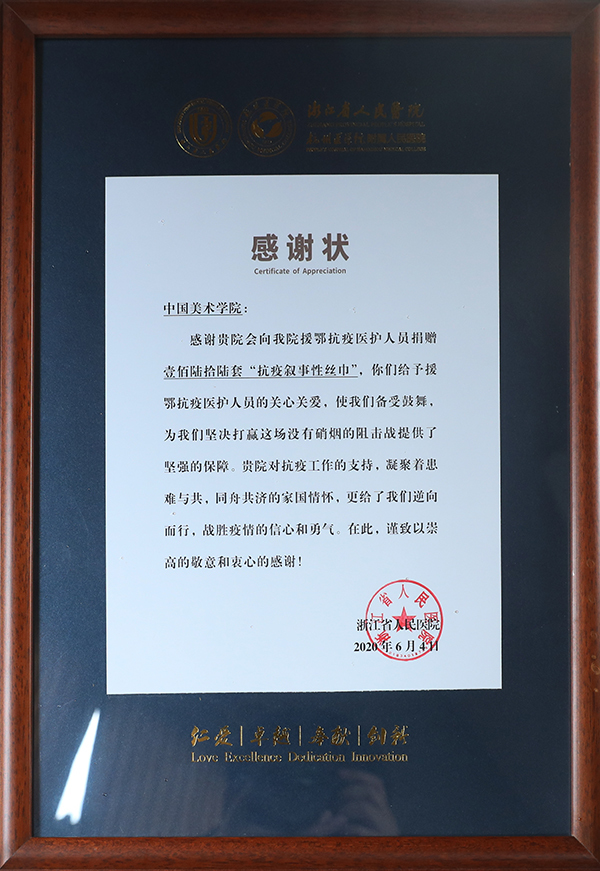 浙江省人民医院
感谢状
Certificate of Appreciation
中国美术学院：
感谢贵院会向我院援鄂抗疫医护人员捐赠
壹佰陆拾陆套“抗疫叙事性丝巾”，你们给予援
鄂抗疫医护人员的关心关爱，使我们备受鼓舞，
为我们坚决打赢这场没有硝烟的阻击战提供了
坚强的保障。贵院对抗疫工作的支持，凝聚着患
难与共，同舟共济的家国情怀，更给了我们逆向
而行，战胜疫情的信心和勇气。在此，谨致以崇
高的敬意和衷心的感谢！
浙江省人民医院
浙江省人民医院
2020年6月4日
仁爱|卓越|奉献|创新
Love Excellence Dedication Innovation